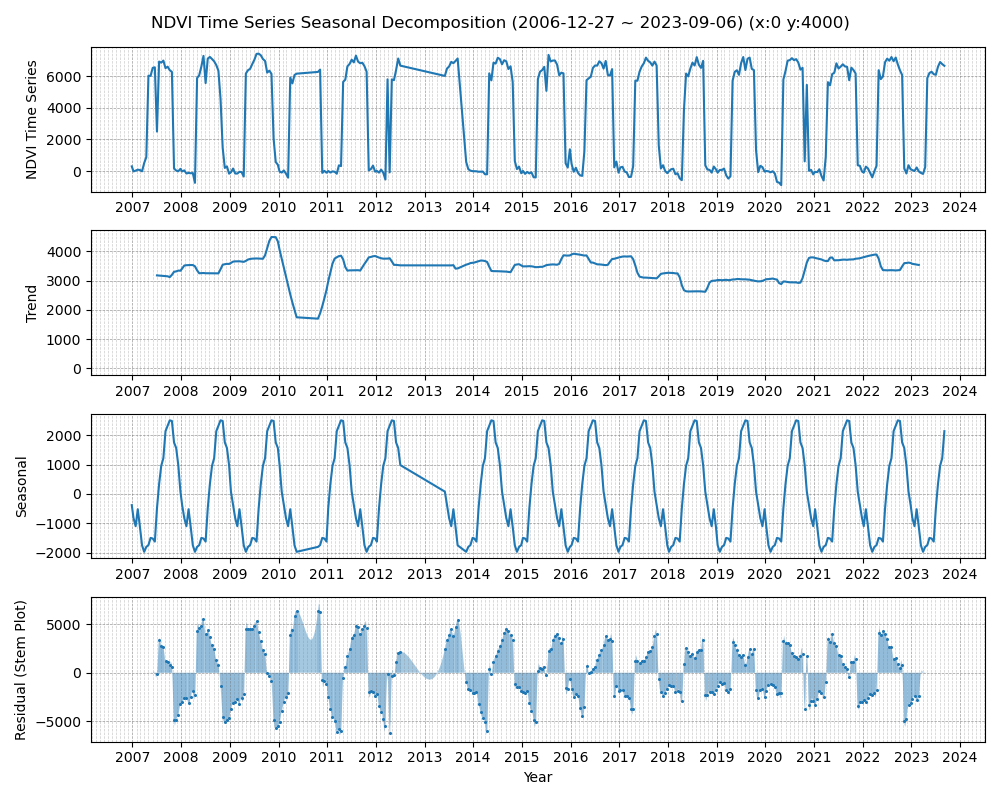 NDVI Time Series Seasonal Decomposition (2006-12-27 ~ 2023-09-06) (x:0 y:4000)
NDVI Time Series
6000
4000
2000
0
2007 2008 2009 2010 2011 2012 2013 2014 2015 2016 2017 2018 2019 2020 2021 2022 2023 2024
Trend
4000
3000
2000
1000
0
2007 2008 2009 2010 2011 2012 2013 2014 2015 2016 2017 2018 2019 2020 2021 2022 2023 2024
Seasonal
2000
1000
0
−1000
−2000
2007 2008 2009 2010 2011 2012 2013 2014 2015 2016 2017 2018 2019 2020 2021 2022 2023 2024
Residual (Stem Plot)
5000
0
−5000
2007 2008 2009 2010 2011 2012 2013 2014 2015 2016 2017 2018 2019 2020 2021 2022 2023 2024
Year